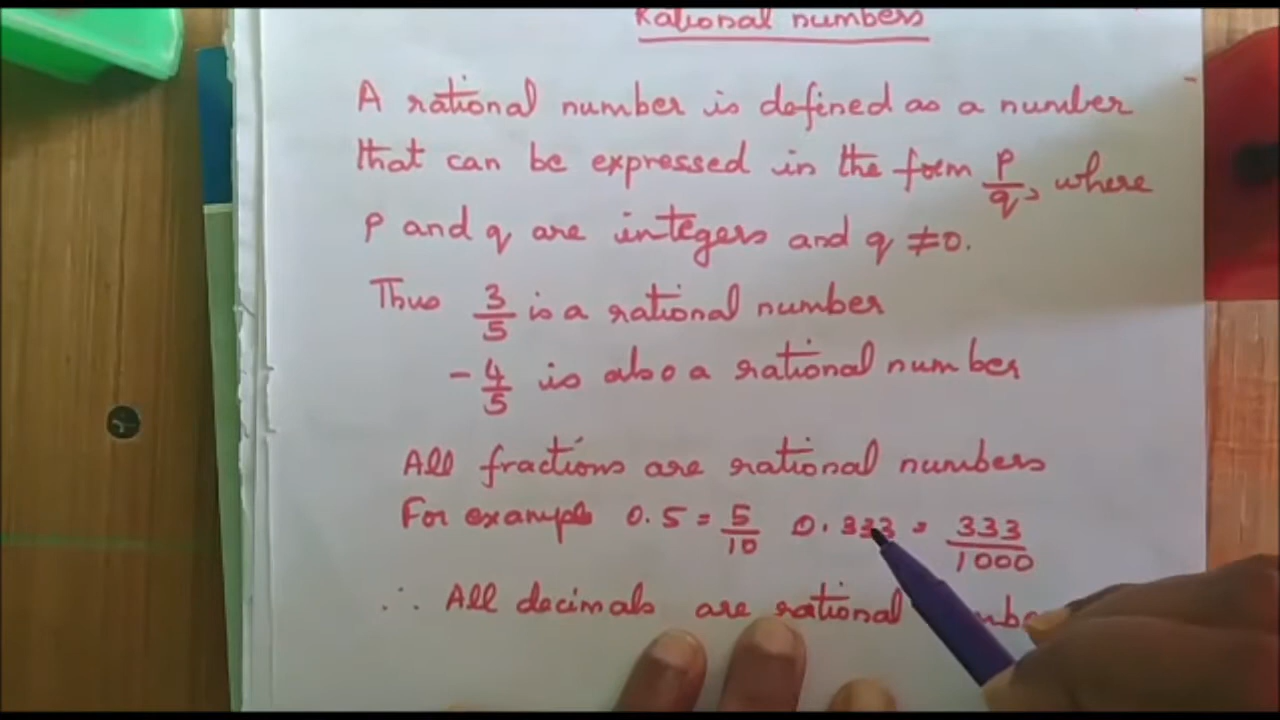 Rational numbers
A rational number is defined as a number
that can be expressed in the form P/q, where
P and q are integers and q ≠ 0.
Thus 3/5 is a rational number
- 4/5 is also a rational number
All fractions are rational numbers
For example 0.5 = 5/10 0.333 = 333/1000
∴ All decimals are rational